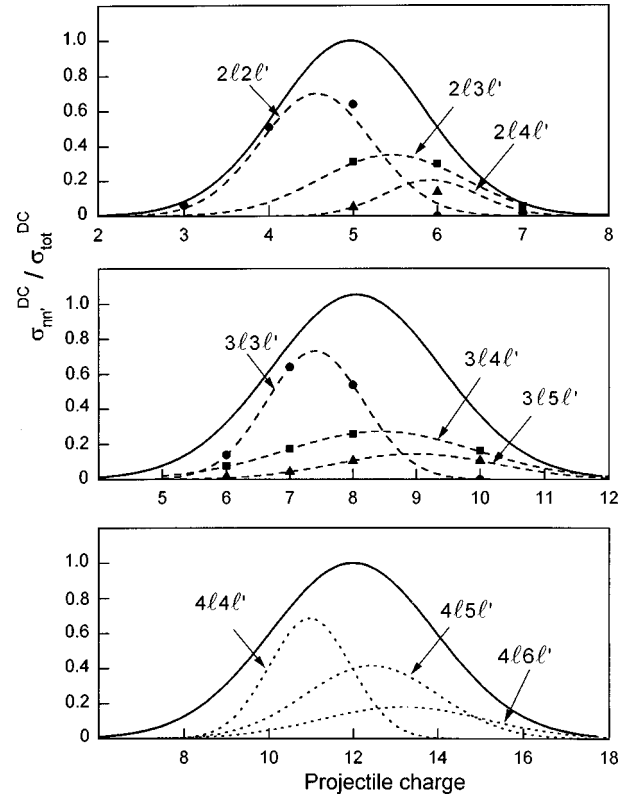 1.0
0.8
0.6
0.4
0.2
0
2ℓ2ℓ'
2ℓ3ℓ'
2ℓ4ℓ'
2 3 4 5 6 7 8
σnn'^DC / σtot^DC
1.0
0.8
0.6
0.4
0.2
0
3ℓ3ℓ'
3ℓ4ℓ'
3ℓ5ℓ'
5 6 7 8 9 10 11 12
1.0
0.8
0.6
0.4
0.2
0
4ℓ4ℓ'
4ℓ5ℓ'
4ℓ6ℓ'
8 10 12 14 16 18
Projectile charge